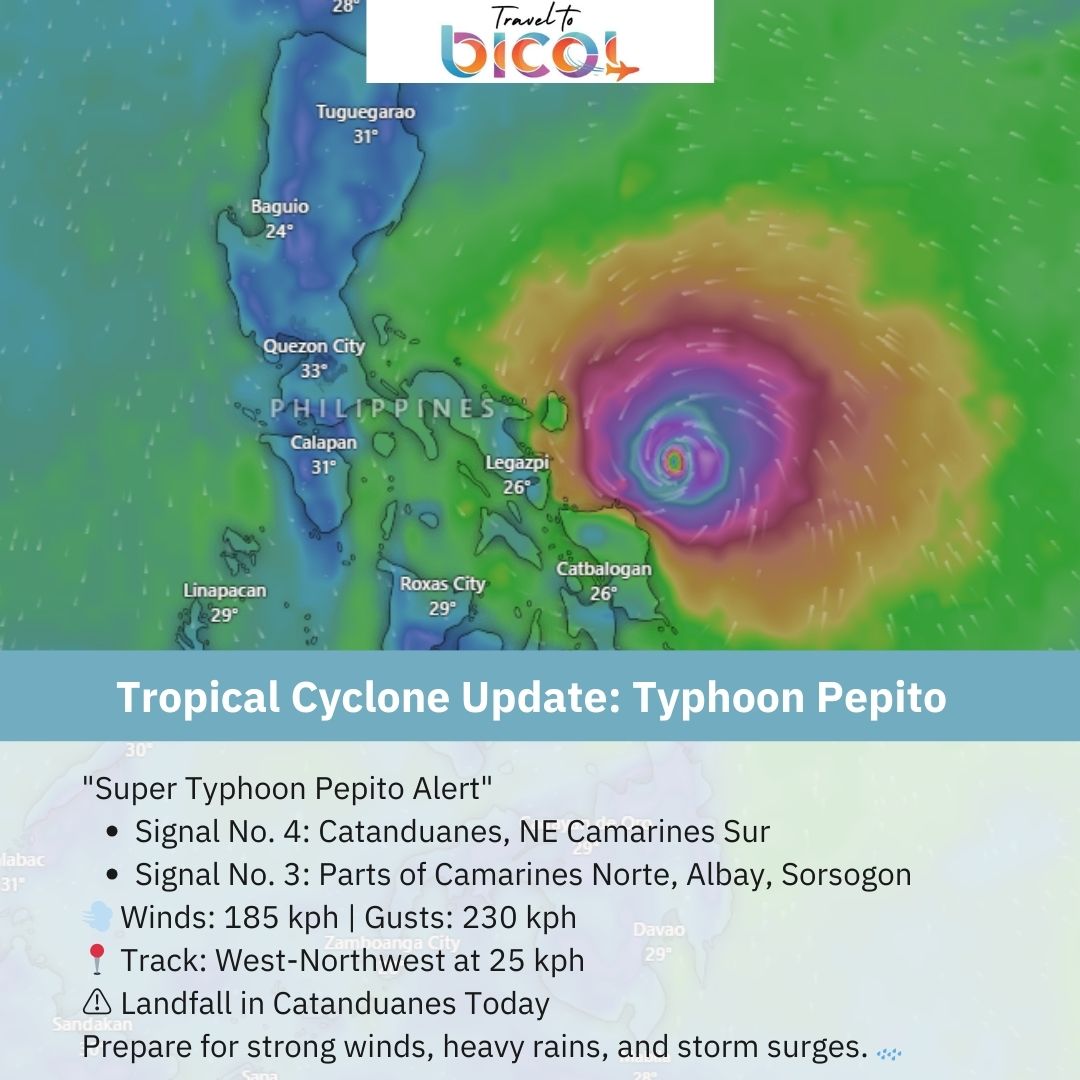 28°
Travel To
bicol
Tuguegarao
31°
Baguio
24°
Quezon City
33°
PHILIPPINES
Calapan
31°
Legazpi
26°
Catbalogan
26°
Roxas City
29°
Linapacan
29°
Tropical Cyclone Update: Typhoon Pepito
30°
"Super Typhoon Pepito Alert"
• Signal No. 4: Catanduanes, NE Camarines Sur
29°
labac
31°
• Signal No. 3: Parts of Camarines Norte, Albay, Sorsogon
💨 Winds: 185 kph | Gusts: 230 kph
Zamboanga City
Davao
29°
📍 Track: West-Northwest at 25 kph
⚠ Landfall in Catanduanes Today
Sandakan
Prepare for strong winds, heavy rains, and storm surges. 🌧
Sapa
28°